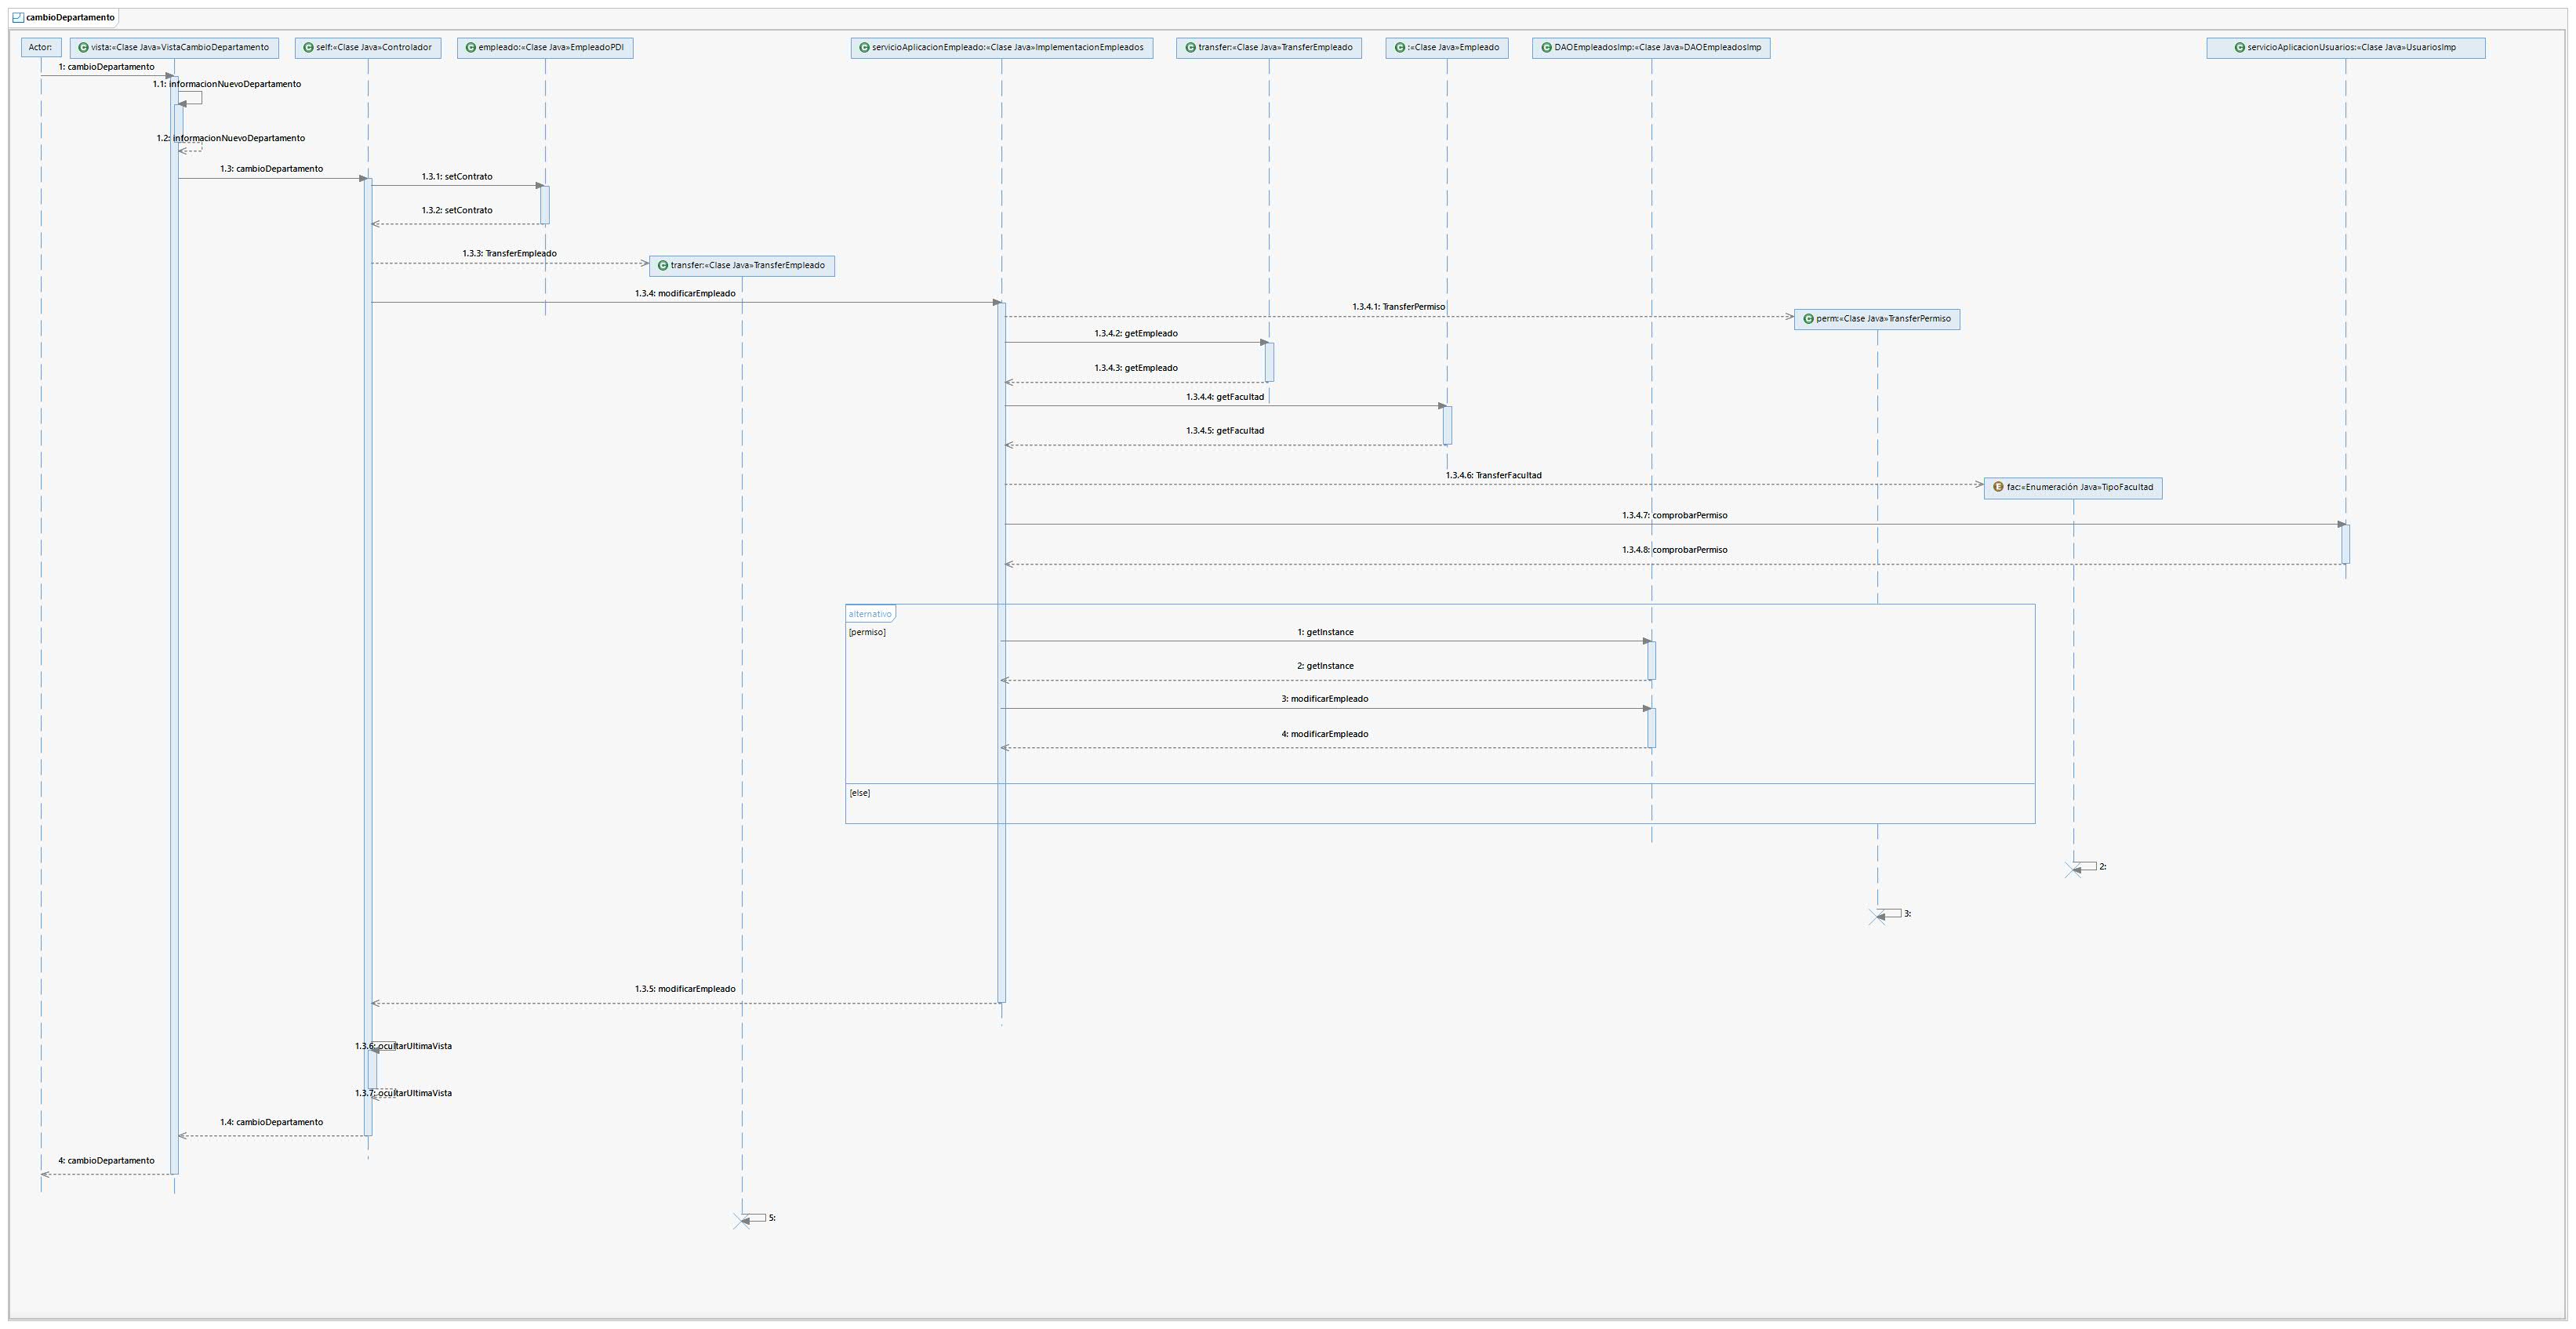 cambioDepartamento
Actor:
vista:«Clase Java»VistaCambioDepartamento
self:«Clase Java»Controlador
empleado:«Clase Java»EmpleadoPDI
servicioAplicacionEmpleado:«Clase Java»ImplementacionEmpleados
transfer:«Clase Java»TransferEmpleado
:«Clase Java»Empleado
DAOEmpleadosImp:«Clase Java»DAOEmpleadosImp
servicioAplicacionUsuarios:«Clase Java»UsuariosImp
1: cambioDepartamento
1.1: informacionNuevoDepartamento
1.2: informacionNuevoDepartamento
1.3: cambioDepartamento
1.3.1: setContrato
1.3.2: setContrato
1.3.3: TransferEmpleado
transfer:«Clase Java»TransferEmpleado
1.3.4: modificarEmpleado
1.3.4.1: TransferPermiso
perm:«Clase Java»TransferPermiso
1.3.4.2: getEmpleado
1.3.4.3: getEmpleado
1.3.4.4: getFacultad
1.3.4.5: getFacultad
1.3.4.6: TransferFacultad
fac:«Enumeración Java»TipoFacultad
1.3.4.7: comprobarPermiso
1.3.4.8: comprobarPermiso
alternativo
[permiso]
1: getInstance
2: getInstance
3: modificarEmpleado
4: modificarEmpleado
[else]
2:
3:
1.3.5: modificarEmpleado
1.3.6: ocultarUltimaVista
1.3.7: ocultarUltimaVista
1.4: cambioDepartamento
4: cambioDepartamento
5: